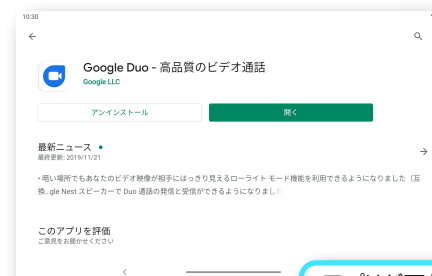 10:30
Google Duo - 高品質のビデオ通話
Google LLC
アンインストール
開く
最新ニュース
最終更新: 2019/11/21
• 暗い場所でもあなたのビデオ映像が相手にはっきり見えるローライト モード機能を利用できるようになりました（互
換...gle Nest スピーカーで Duo 通話の発信と受信ができるようになりました
このアプリを評価
ご意見をお聞かせください